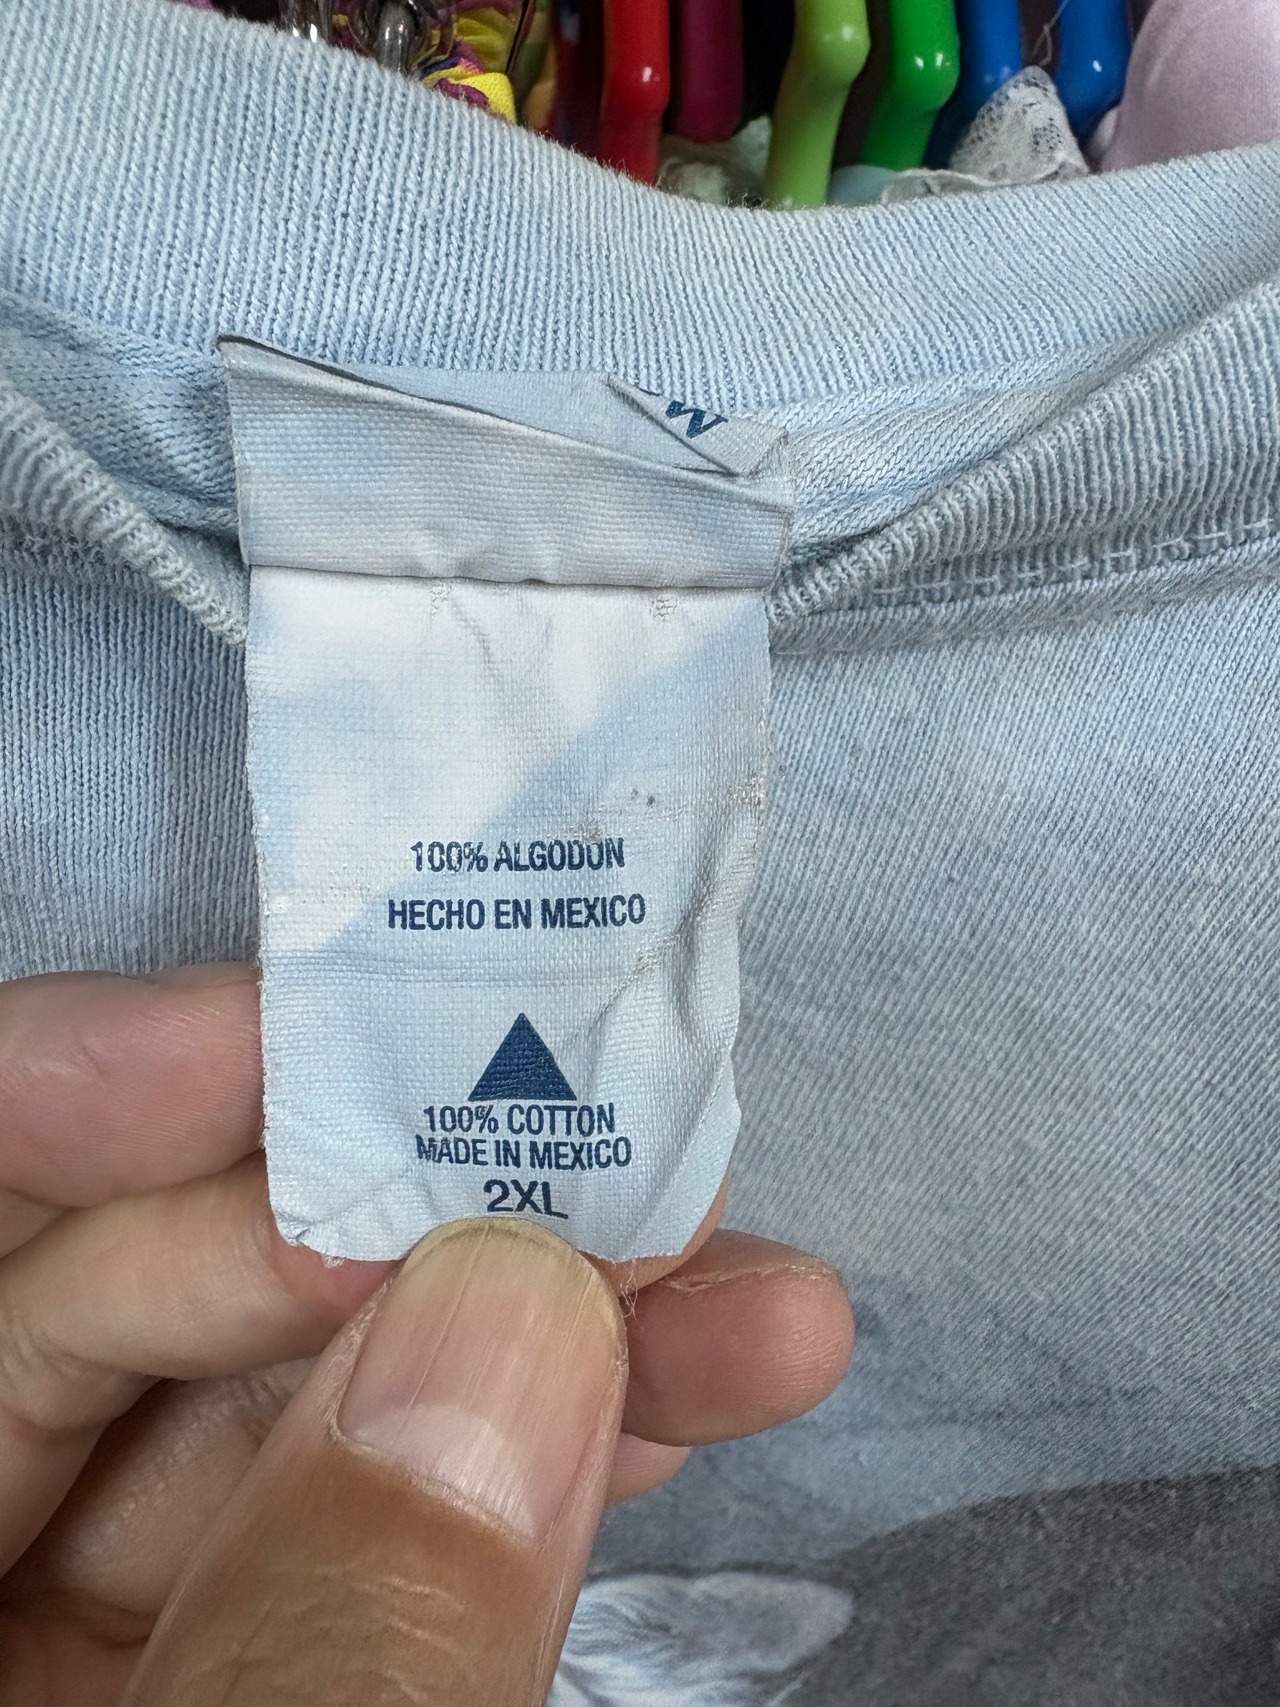 100% ALGODON
HECHO EN MEXICO
100% COTTON
MADE IN MEXICO
2XL